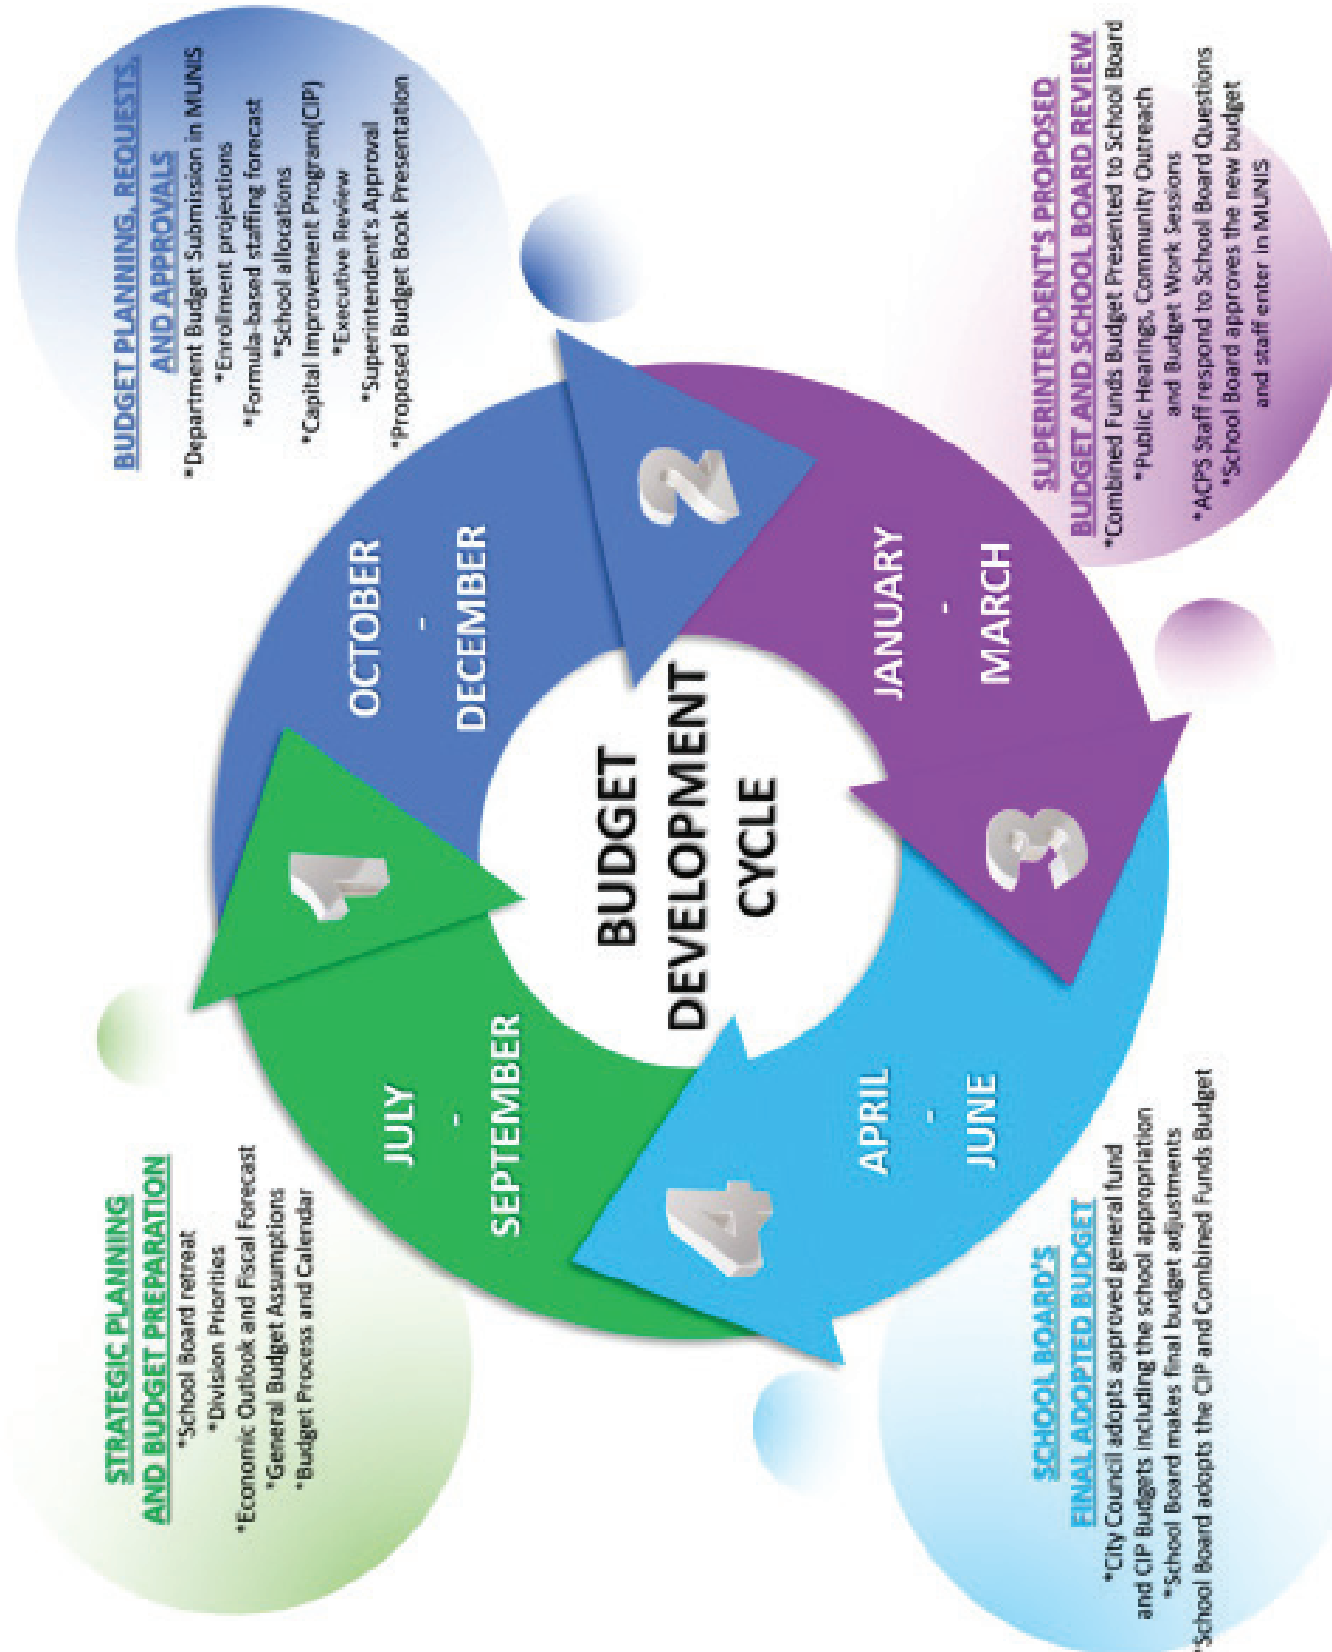 STRATEGIC PLANNING
AND BUDGET PREPARATION
*School Board retreat
*Division Priorities
*Economic Outlook and Fiscal Forecast
*General Budget Assumptions
*Budget Process and Calendar
BUDGET PLANNING, REQUESTS,
AND APPROVALS
*Department Budget Submission in MUNIS
*Enrollment projections
*Formula-based staffing forecast
*School allocations
*Capital Improvement Program(CIP)
*Executive Review
*Superintendent's Approval
*Proposed Budget Book Presentation
1
JULY
-
SEPTEMBER
OCTOBER
-
DECEMBER
2
BUDGET
DEVELOPMENT
CYCLE
4
APRIL
-
JUNE
JANUARY
-
MARCH
3
SCHOOL BOARD'S
FINAL ADOPTED BUDGET
*City Council adopts approved general fund
and CIP Budgets including the school appropriation
*School Board makes final budget adjustments
*School Board adopts the CIP and Combined Funds Budget
SUPERINTENDENT'S PROPOSED
BUDGET AND SCHOOL BOARD REVIEW
*Combined Funds Budget Presented to School Board
*Public Hearings, Community Outreach
and Budget Work Sessions
*ACPS Staff respond to School Board Questions
*School Board approves the new budget
and staff enter in MUNIS